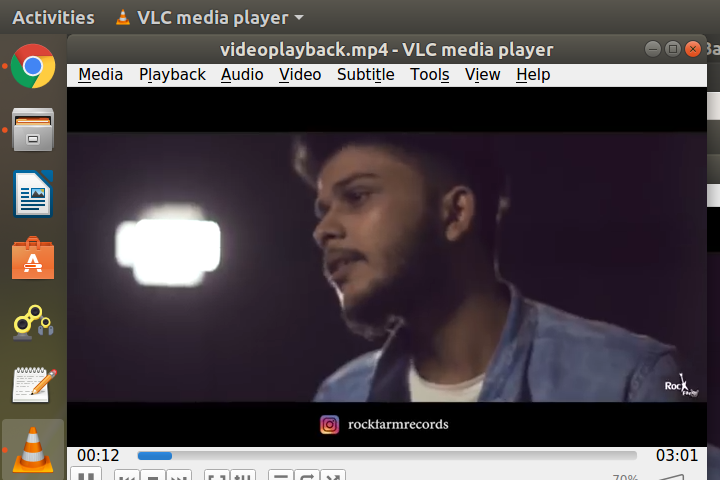 Activities VLC media player
videoplayback.mp4 - VLC media player
Media Playback Audio Video Subtitle Tools View Help
Rock
rockfarmrecords
00:12 03:01
70%